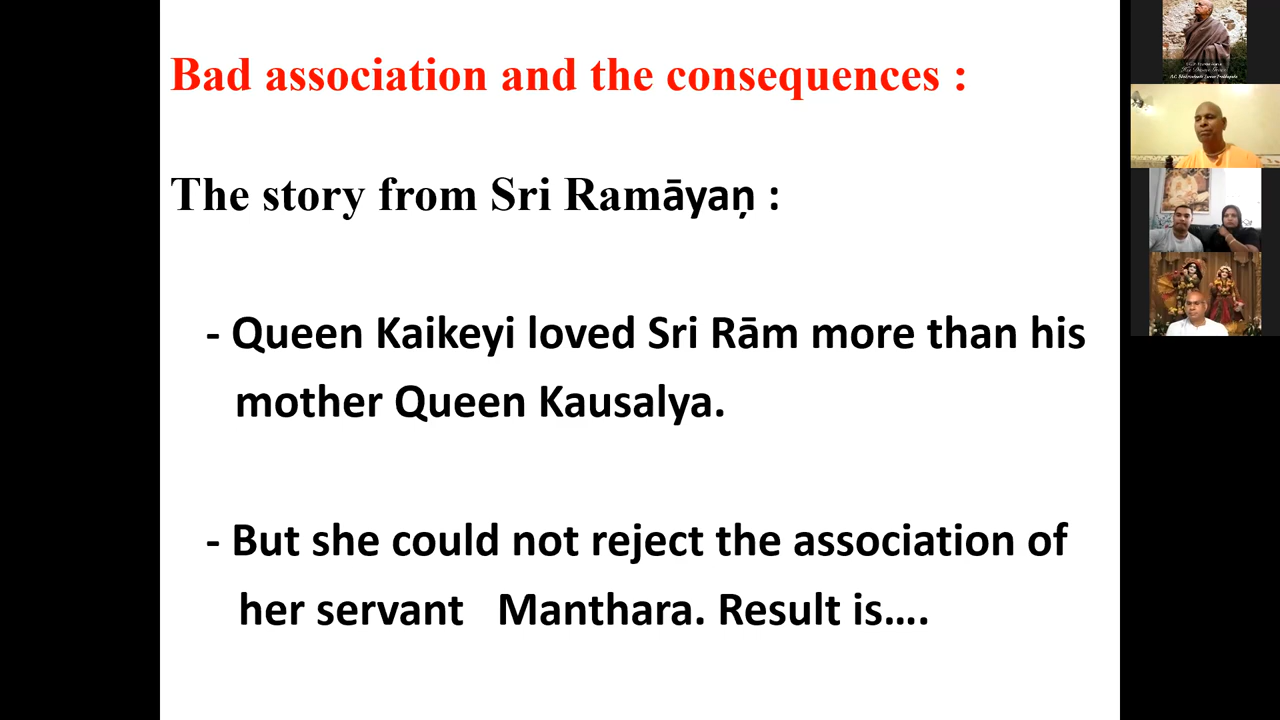 Bad association and the consequences :
The story from Sri Ramāyaṇ :
- Queen Kaikeyi loved Sri Rām more than his
mother Queen Kausalya.
- But she could not reject the association of
her servant Manthara. Result is....